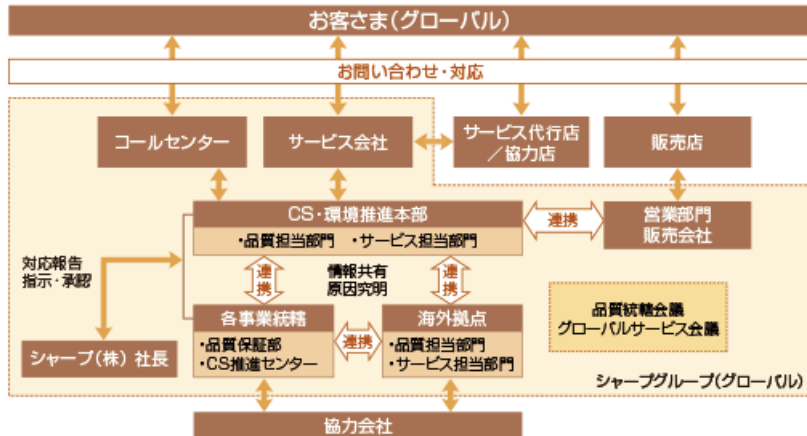 お客さま(グローバル)
お問い合わせ・対応
コールセンター
サービス会社
サービス代行店
／協力店
販売店
CS・環境推進本部
・品質担当部門 ・サービス担当部門
連携
営業部門
販売会社
対応報告
指示・承認
連携
情報共有
原因究明
連携
品質統轄会議
グローバルサービス会議
各事業統轄
・品質保証部
・CS推進センター
連携
海外拠点
・品質担当部門
・サービス担当部門
シャープ(株) 社長
シャープグループ(グローバル)
協力会社